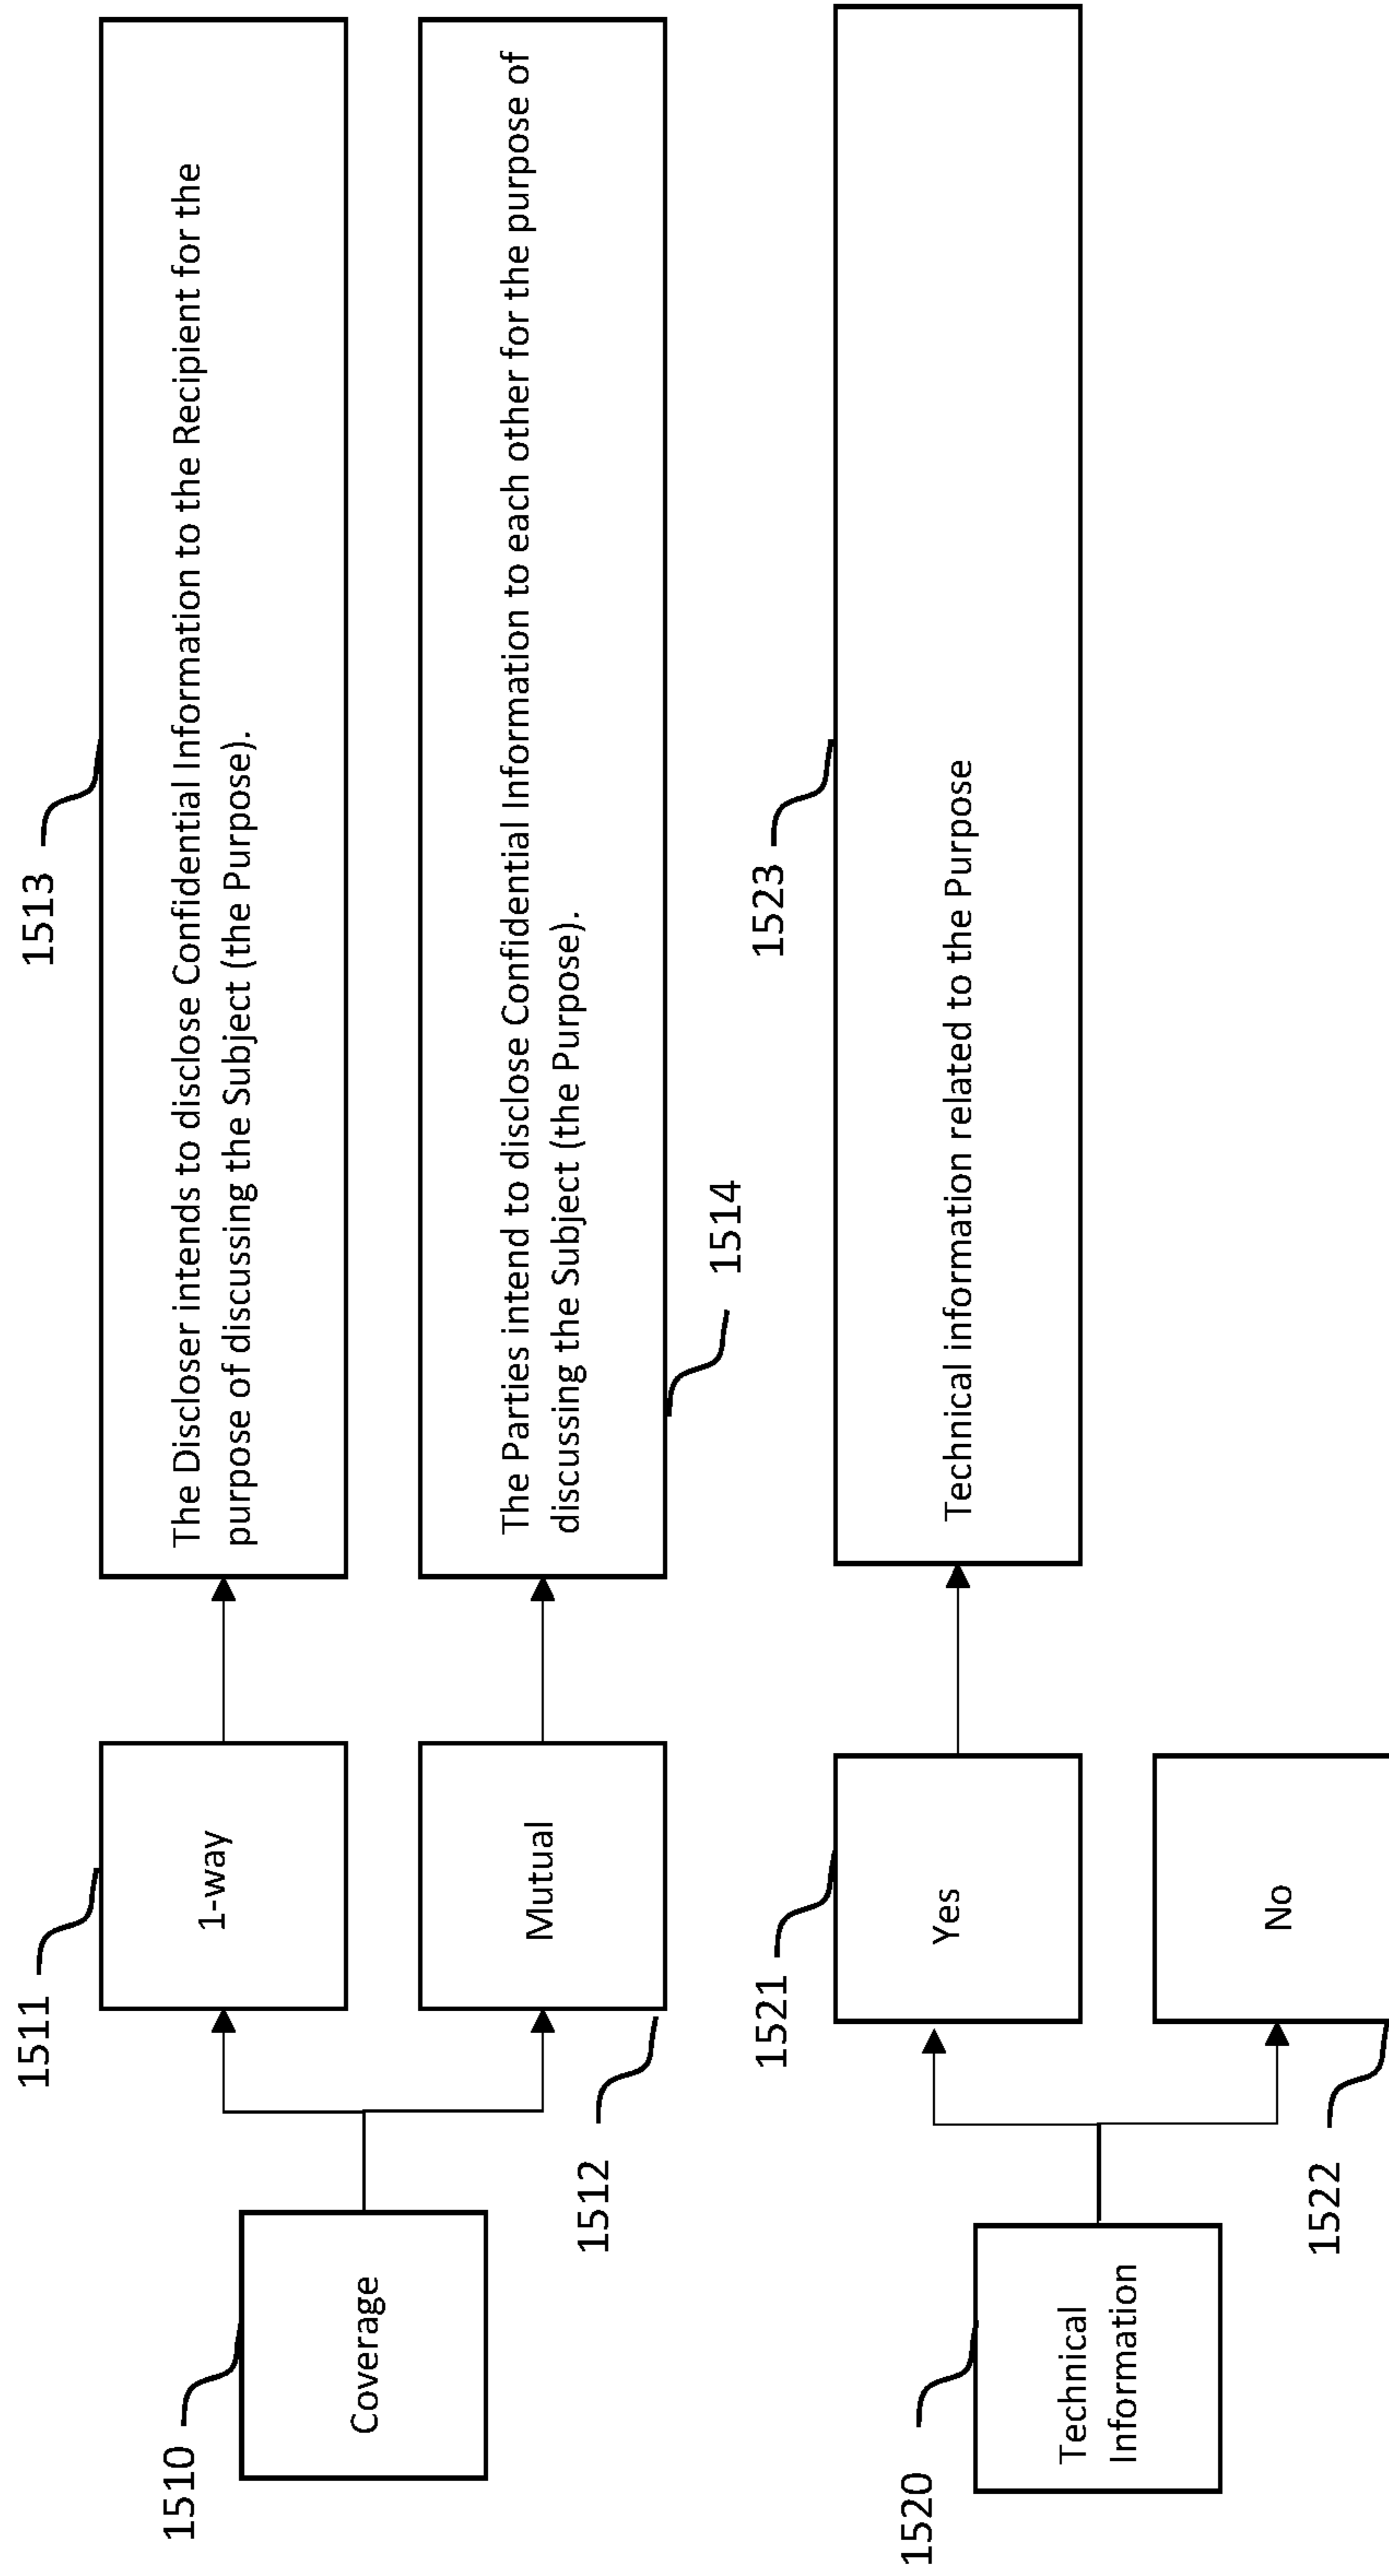 1510
Coverage
1511
1-way
1513
The Discloser intends to disclose Confidential Information to the Recipient for the
purpose of discussing the Subject (the Purpose).
1512
Mutual
1514
The Parties intend to disclose Confidential Information to each other for the purpose of
discussing the Subject (the Purpose).
1520
Technical
Information
1521
Yes
1523
Technical information related to the Purpose
1522
No